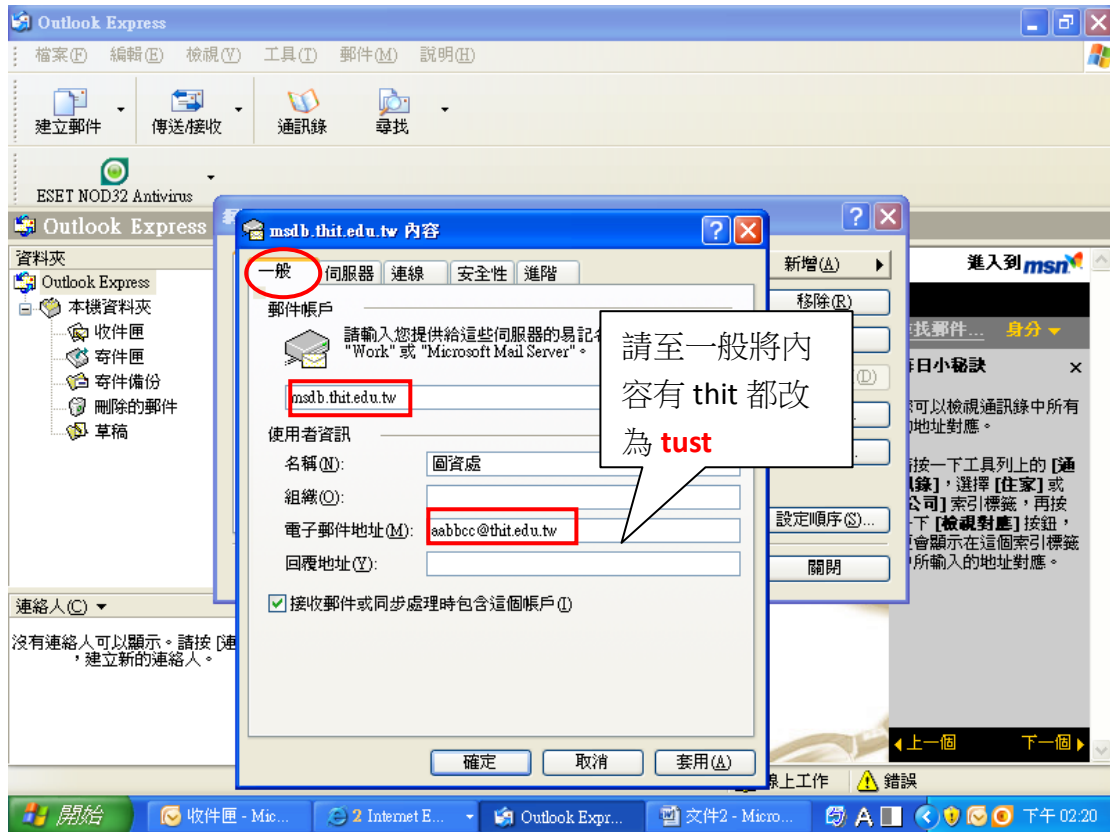 Outlook Express
檔案(F) 編輯(E) 檢視(V) 工具(T) 郵件(M) 說明(H)
建立郵件 傳送/接收 通訊錄 尋找
ESET NOD32 Antivirus
Outlook Express
資料夾
Outlook Express
本機資料夾
收件匣
寄件匣
寄件備份
刪除的郵件
草稿
連絡人(C)
沒有連絡人可以顯示。請按 [連
,建立新的連絡人。
msdb.thit.edu.tw 內容
一般 伺服器 連線 安全性 進階
郵件帳戶
請輸入您提供給這些伺服器的易記名
"Work" 或 "Microsoft Mail Server"。
msdb.thit.edu.tw
使用者資訊
名稱(N): 圖資處
組織(O):
電子郵件地址(M): aabbcc@thit.edu.tw
回覆地址(Y):
接收郵件或同步處理時包含這個帳戶(I)
確定 取消 套用(A)
請至一般將內
容有 thit 都改
為 tust
新增(A)
移除(R)
(D)
設定順序(S)...
關閉
進入到 msn
找郵件... 身分
日小秘訣
可以檢視通訊錄中所有
地址對應。
按一下工具列上的 [通
錄],選擇 [住家] 或
公司] 索引標籤,再按
下 [檢視對應] 按鈕,
會顯示在這個索引標籤
所輸入的地址對應。
上一個 下一個
線上工作 錯誤
開始 收件匣 - Mic... 2 Internet E... Outlook Expr... 文件2 - Micro... A 下午 02:20